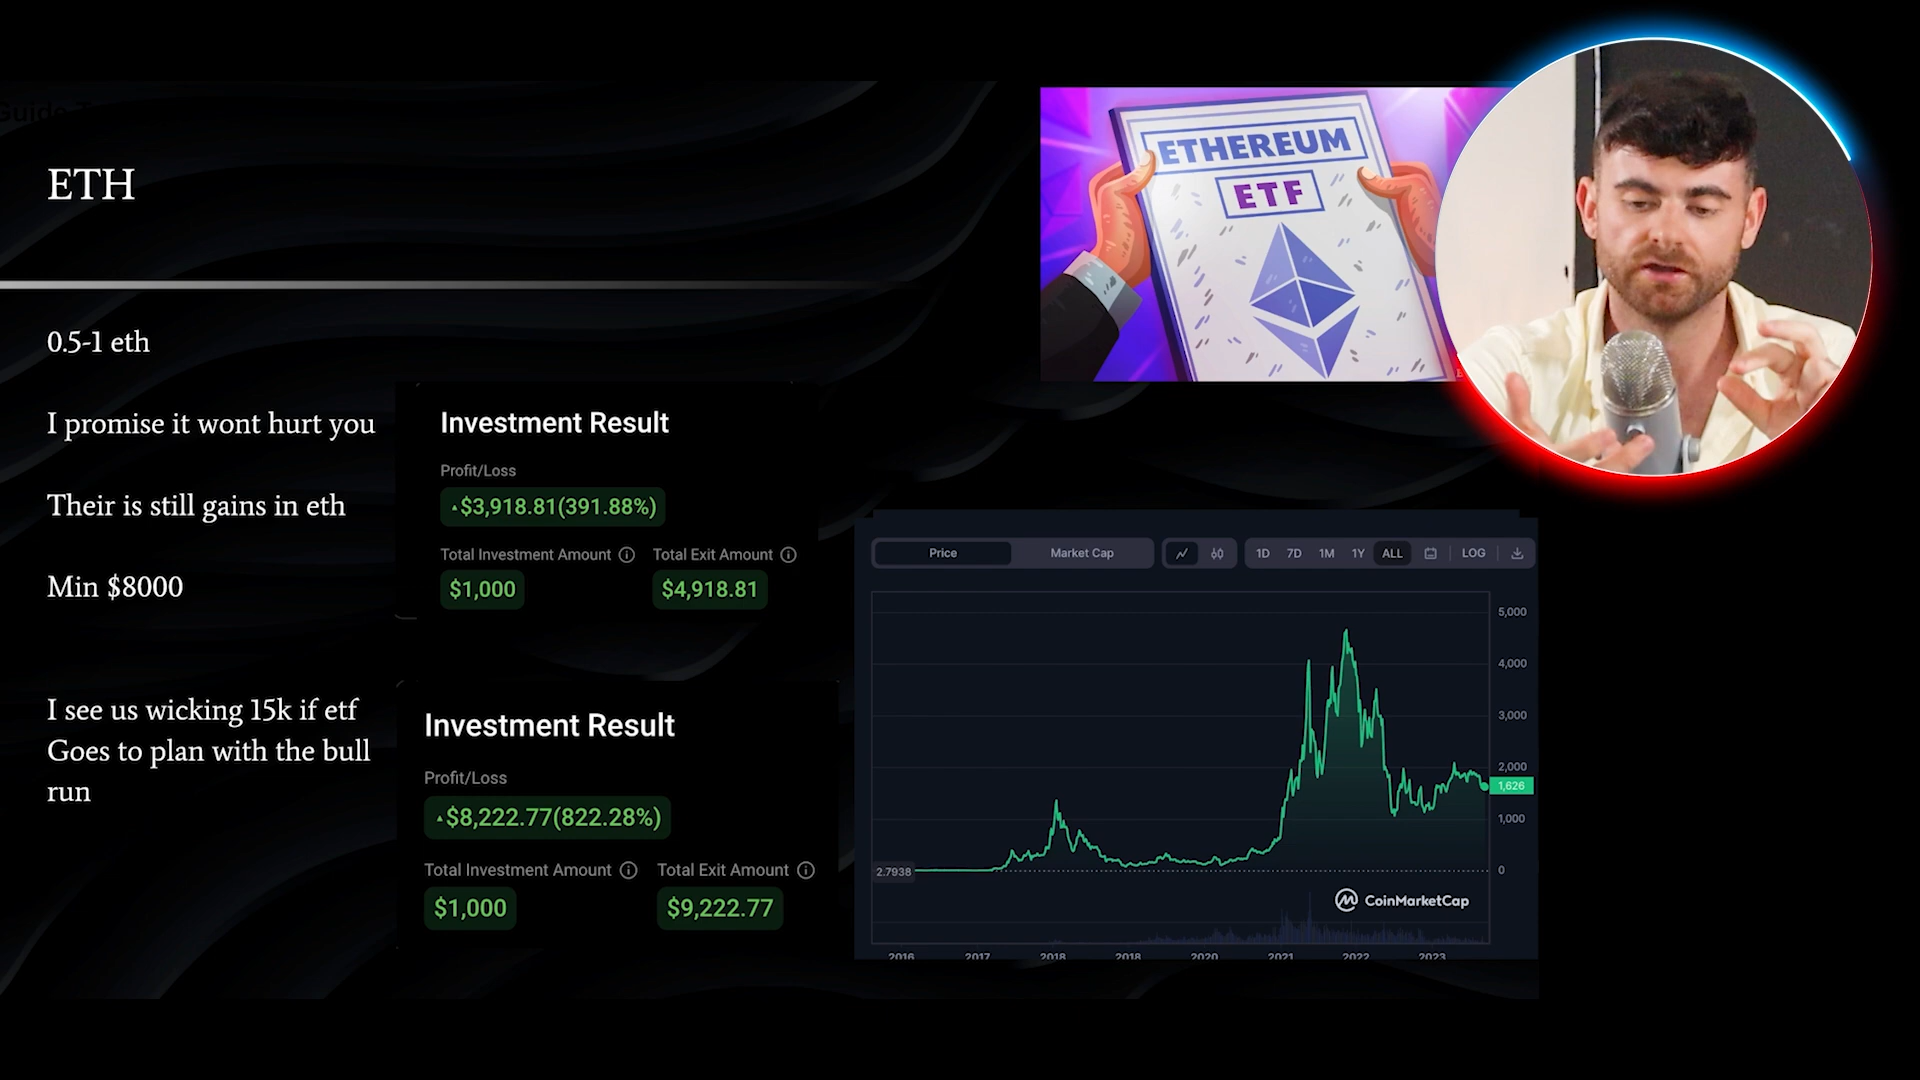 ETH
0.5-1 eth
I promise it wont hurt you
Their is still gains in eth
Min $8000
I see us wicking 15k if etf
Goes to plan with the bull
run
Investment Result
Profit/Loss
$3,918.81(391.88%)
Total Investment Amount Total Exit Amount
$1,000 $4,918.81
Investment Result
Profit/Loss
$8,222.77(822.28%)
Total Investment Amount Total Exit Amount
$1,000 $9,222.77
ETHEREUM
ETF
Price Market Cap 1D 7D 1M 1Y ALL LOG
5,000
4,000
3,000
2,000
1,626
1,000
2.7938 0
CoinMarketCap
2016 2017 2018 2018 2020 2021 2022 2023